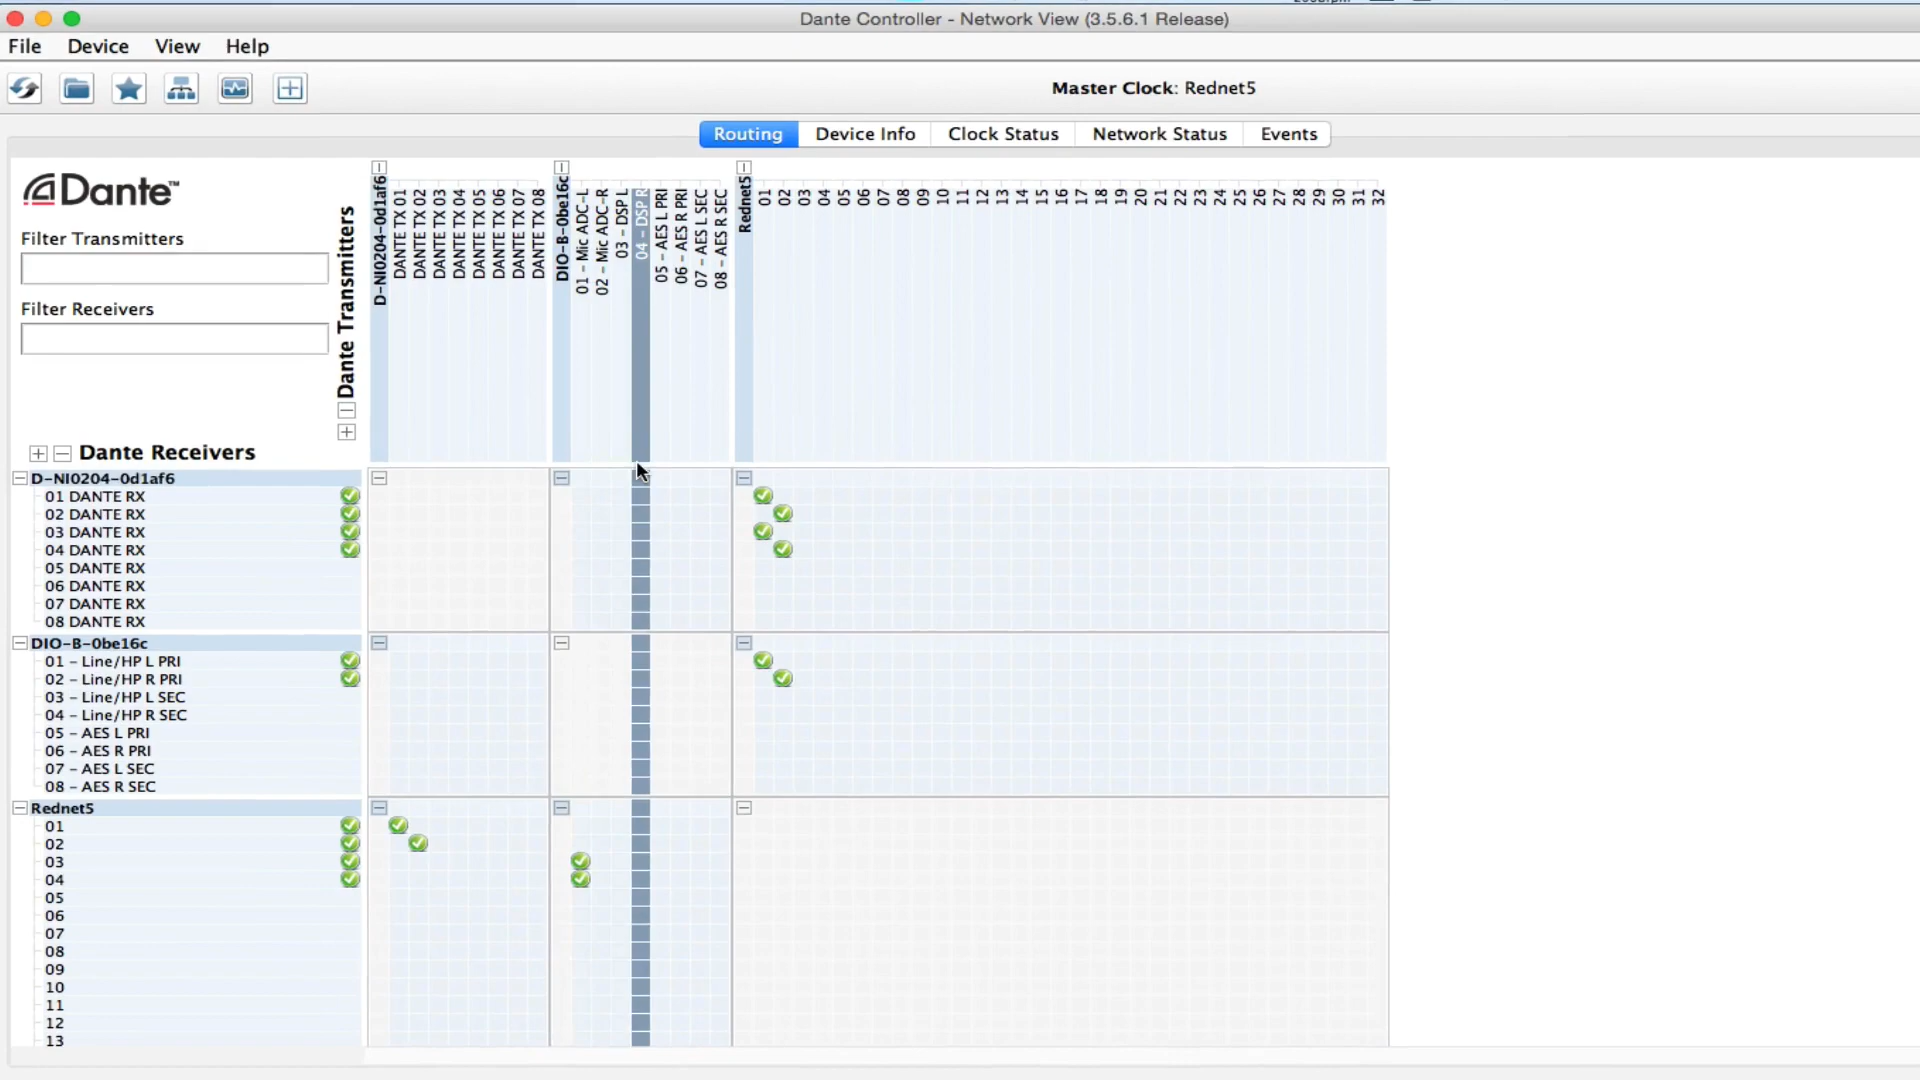 Dante Controller - Network View (3.5.6.1 Release)
File Device View Help
Master Clock: Rednet5
Routing Device Info Clock Status Network Status Events
Dante™
Filter Transmitters
Filter Receivers
Dante Transmitters
D-NI0204-0d1af6
DANTE TX 01
DANTE TX 02
DANTE TX 03
DANTE TX 04
DANTE TX 05
DANTE TX 06
DANTE TX 07
DANTE TX 08
DIO-B-0be16c
01 - Mic ADC-L
02 - Mic ADC-R
03 - DSP L
04 - DSP R
05 - AES L PRI
06 - AES R PRI
07 - AES L SEC
08 - AES R SEC
Rednet5
01
02
03
04
05
06
07
08
09
10
11
12
13
14
15
16
17
18
19
20
21
22
23
24
25
26
27
28
29
30
31
32
Dante Receivers
D-NI0204-0d1af6
01 DANTE RX
02 DANTE RX
03 DANTE RX
04 DANTE RX
05 DANTE RX
06 DANTE RX
07 DANTE RX
08 DANTE RX
DIO-B-0be16c
01 - Line/HP L PRI
02 - Line/HP R PRI
03 - Line/HP L SEC
04 - Line/HP R SEC
05 - AES L PRI
06 - AES R PRI
07 - AES L SEC
08 - AES R SEC
Rednet5
01
02
03
04
05
06
07
08
09
10
11
12
13